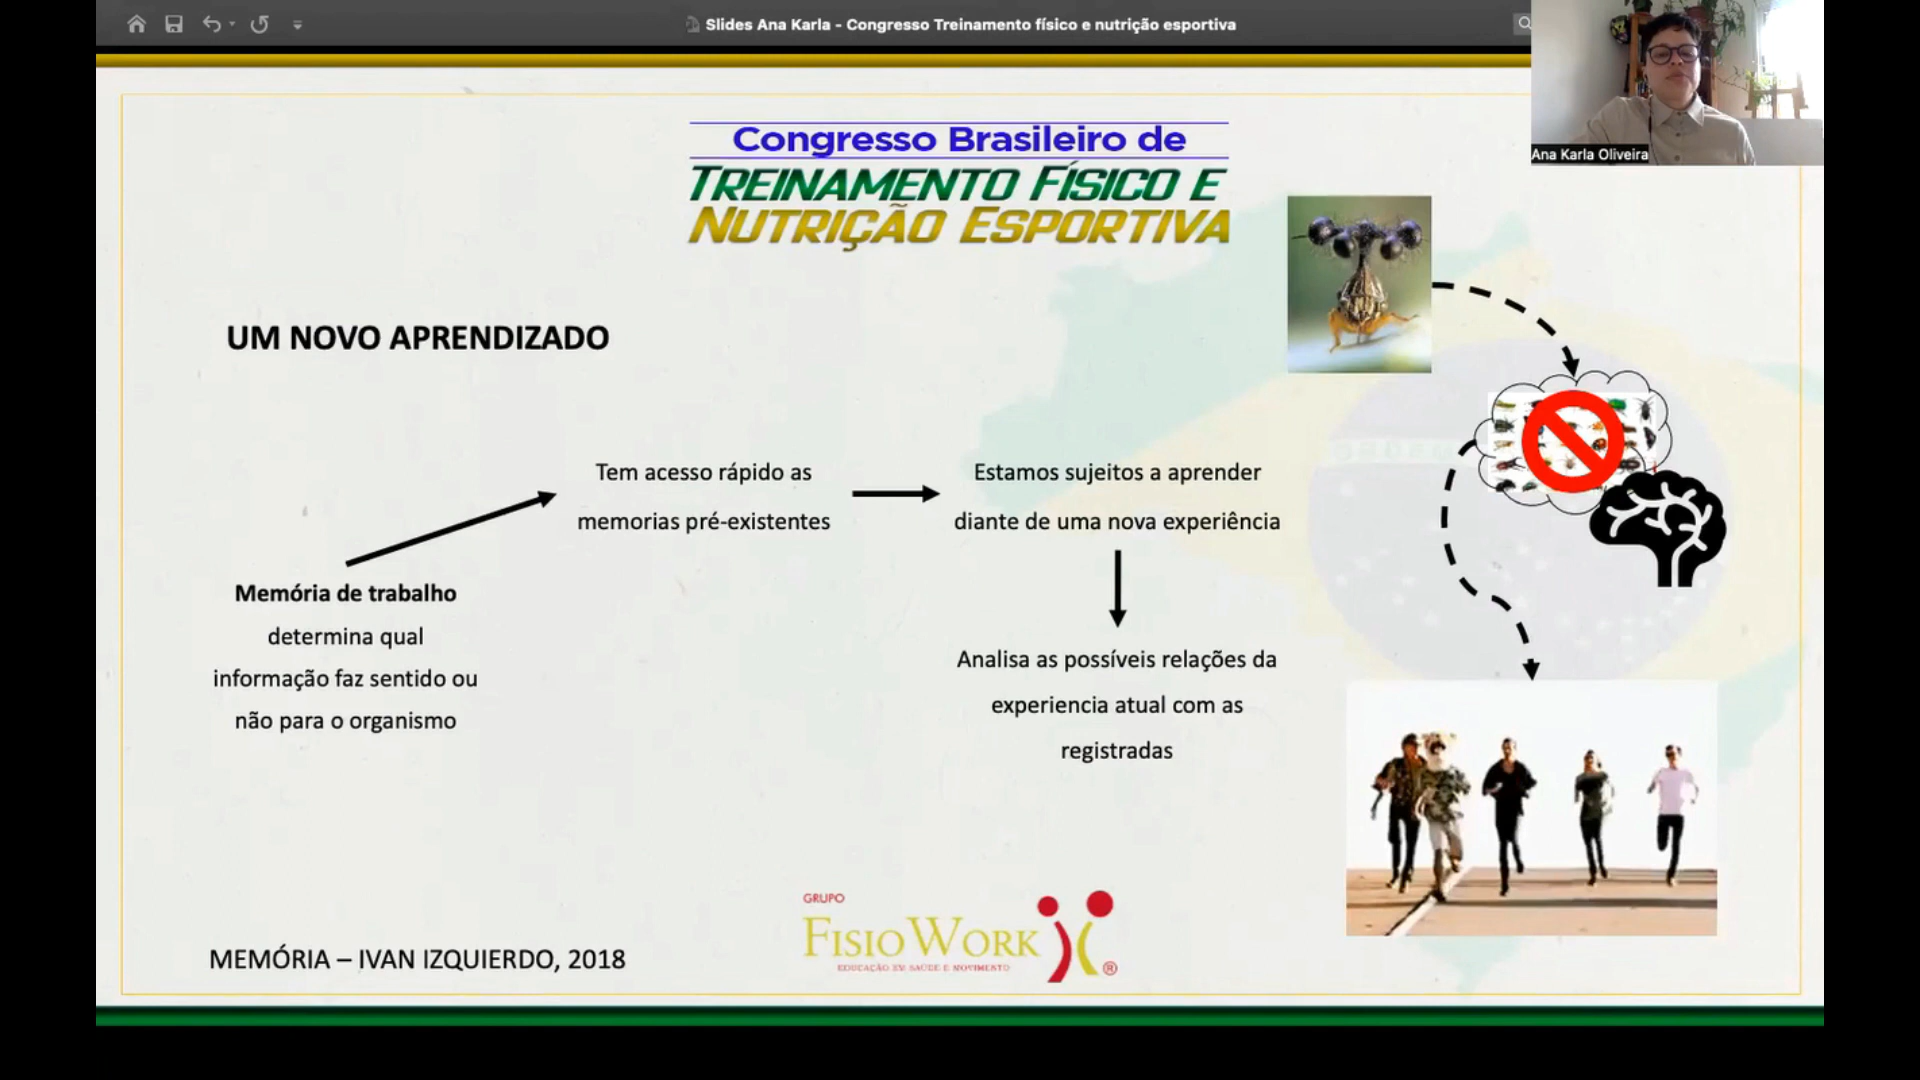 Slides Ana Karla - Congresso Treinamento físico e nutrição esportiva
Ana Karla Oliveira
Congresso Brasileiro de
TREINAMENTO FÍSICO E
NUTRIÇÃO ESPORTIVA
UM NOVO APRENDIZADO
Tem acesso rápido as
memorias pré-existentes
Estamos sujeitos a aprender
diante de uma nova experiência
Memória de trabalho
determina qual
informação faz sentido ou
não para o organismo
Analisa as possíveis relações da
experiencia atual com as
registradas
GRUPO
FISIOWORK
EDUCAÇÃO EM SAÚDE E MOVIMENTO
®
MEMÓRIA – IVAN IZQUIERDO, 2018